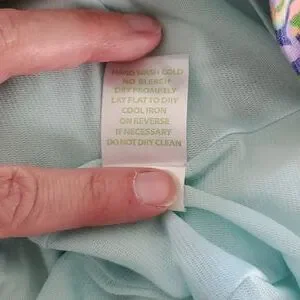 HAND WASH COLD
NO BLEACH
DRY PROMPTLY
LAY FLAT TO DRY
COOL IRON
ON REVERSE
IF NECESSARY
DO NOT DRY CLEAN